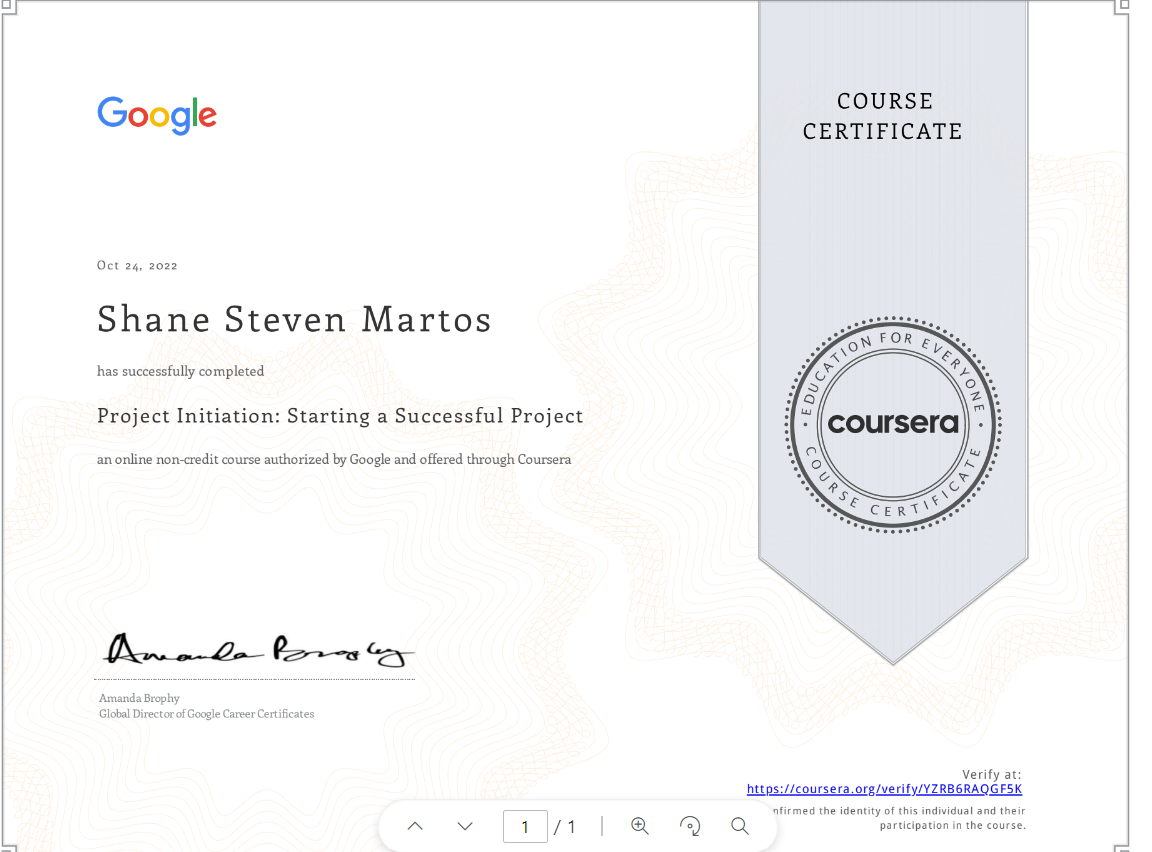 Google
COURSE
CERTIFICATE
Oct 24, 2022
Shane Steven Martos
has successfully completed
Project Initiation: Starting a Successful Project
an online non-credit course authorized by Google and offered through Coursera
EDUCATION FOR EVERYONE
coursera
COURSE CERTIFICATE
Amanda Brophy
Amanda Brophy
Global Director of Google Career Certificates
Verify at:
https://coursera.org/verify/YZRB6RAQGF5K
the identity of this individual and their
participation in the course.
1 / 1